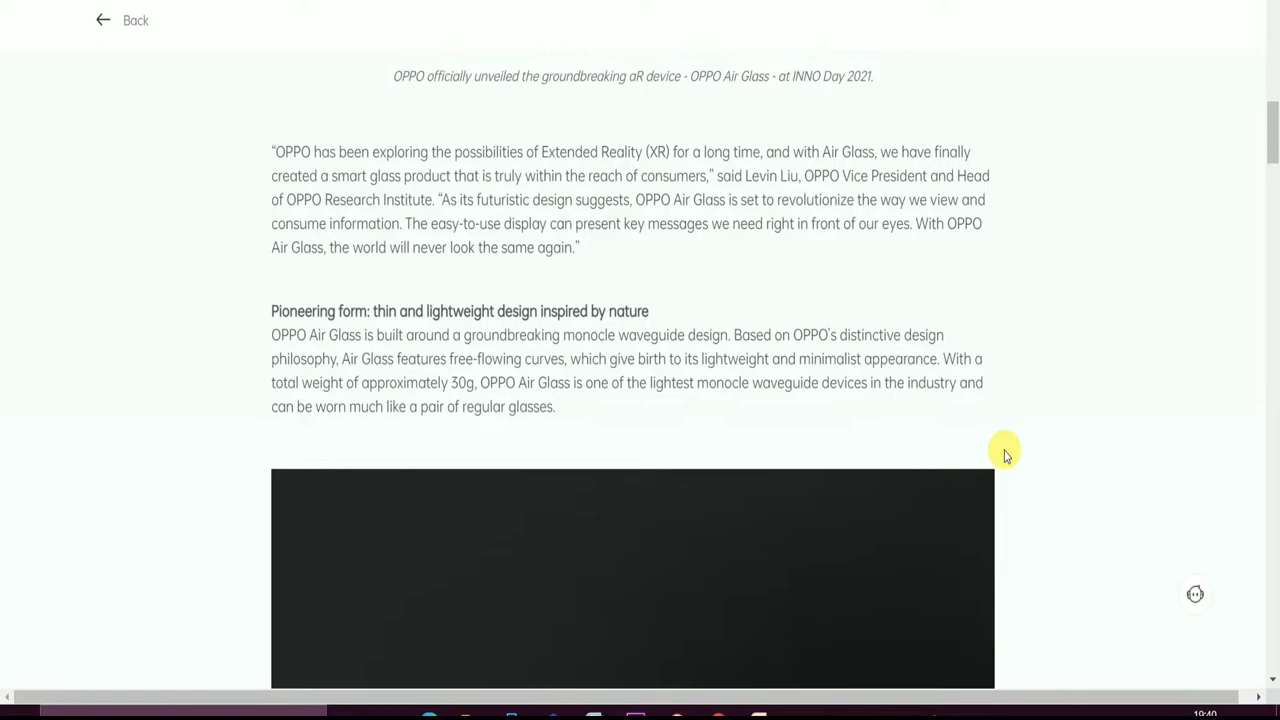 Back
OPPO officially unveiled the groundbreaking aR device - OPPO Air Glass - at INNO Day 2021.
“OPPO has been exploring the possibilities of Extended Reality (XR) for a long time, and with Air Glass, we have finally
created a smart glass product that is truly within the reach of consumers,” said Levin Liu, OPPO Vice President and Head
of OPPO Research Institute. “As its futuristic design suggests, OPPO Air Glass is set to revolutionize the way we view and
consume information. The easy-to-use display can present key messages we need right in front of our eyes. With OPPO
Air Glass, the world will never look the same again.”
Pioneering form: thin and lightweight design inspired by nature
OPPO Air Glass is built around a groundbreaking monocle waveguide design. Based on OPPO's distinctive design
philosophy, Air Glass features free-flowing curves, which give birth to its lightweight and minimalist appearance. With a
total weight of approximately 30g, OPPO Air Glass is one of the lightest monocle waveguide devices in the industry and
can be worn much like a pair of regular glasses.
19:40